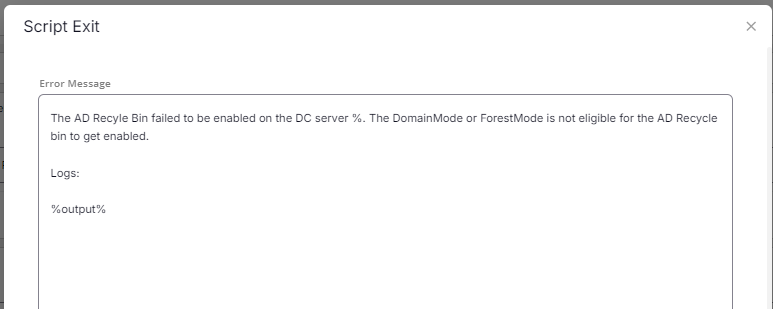 Script Exit
Error Message
The AD Recyle Bin failed to be enabled on the DC server %. The DomainMode or ForestMode is not eligible for the AD Recycle
bin to get enabled.
Logs:
%output%